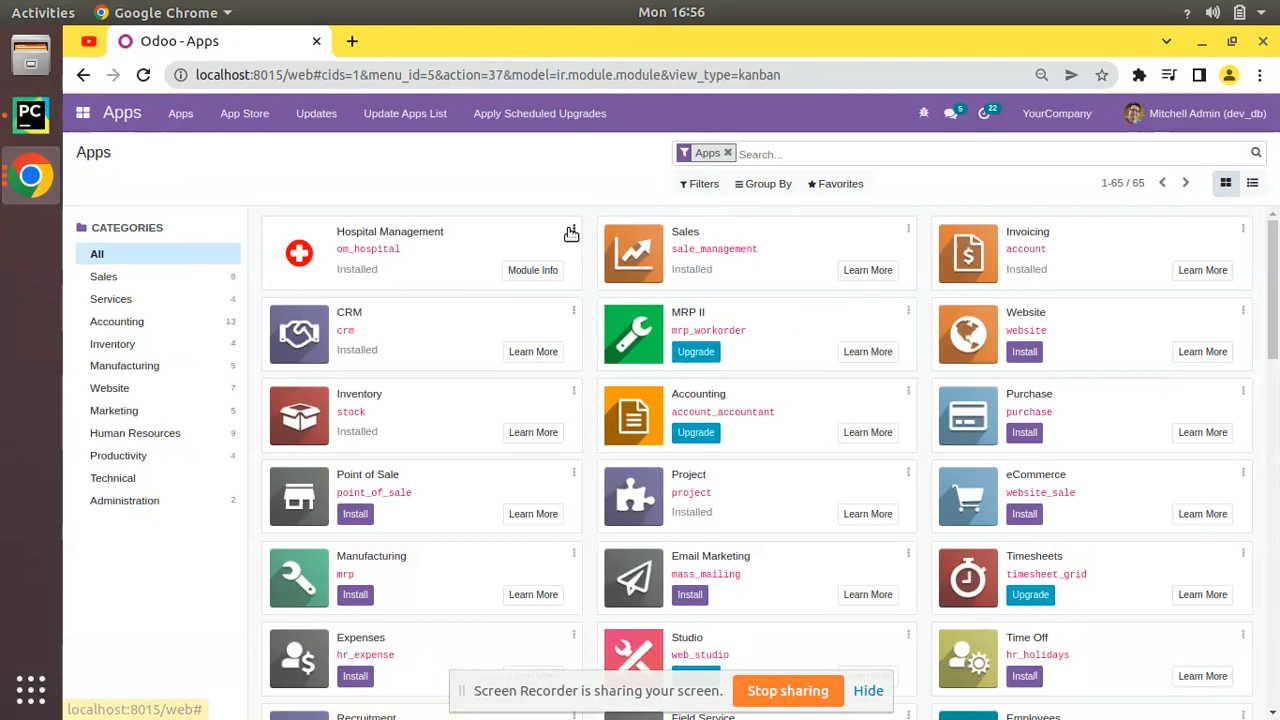 Activities Google Chrome Mon 16:56
Odoo - Apps
localhost:8015/web#cids=1&menu_id=5&action=37&model=ir.module.module&view_type=kanban
Apps Apps App Store Updates Update Apps List Apply Scheduled Upgrades 5 22 YourCompany Mitchell Admin (dev_db)
Apps Apps Search...
Filters Group By Favorites 1-65 / 65
CATEGORIES
All
Sales 8
Services 4
Accounting 13
Inventory 4
Manufacturing 5
Website 7
Marketing 5
Human Resources 9
Productivity 4
Technical
Administration 2
Hospital Management
om_hospital
Installed Module Info
Sales
sale_management
Installed Learn More
Invoicing
account
Installed Learn More
CRM
crm
Installed Learn More
MRP II
mrp_workorder
Upgrade Learn More
Website
website
Install Learn More
Inventory
stock
Installed Learn More
Accounting
account_accountant
Upgrade Learn More
Purchase
purchase
Install Learn More
Point of Sale
point_of_sale
Install Learn More
Project
project
Installed Learn More
eCommerce
website_sale
Install Learn More
Manufacturing
mrp
Install Learn More
Email Marketing
mass_mailing
Install Learn More
Timesheets
timesheet_grid
Upgrade Learn More
Expenses
hr_expense
Install
Studio
web_studio
Time Off
hr_holidays
Install Learn More
Recruitment
Field Service
Employees
PC
Screen Recorder is sharing your screen. Stop sharing Hide
localhost:8015/web#